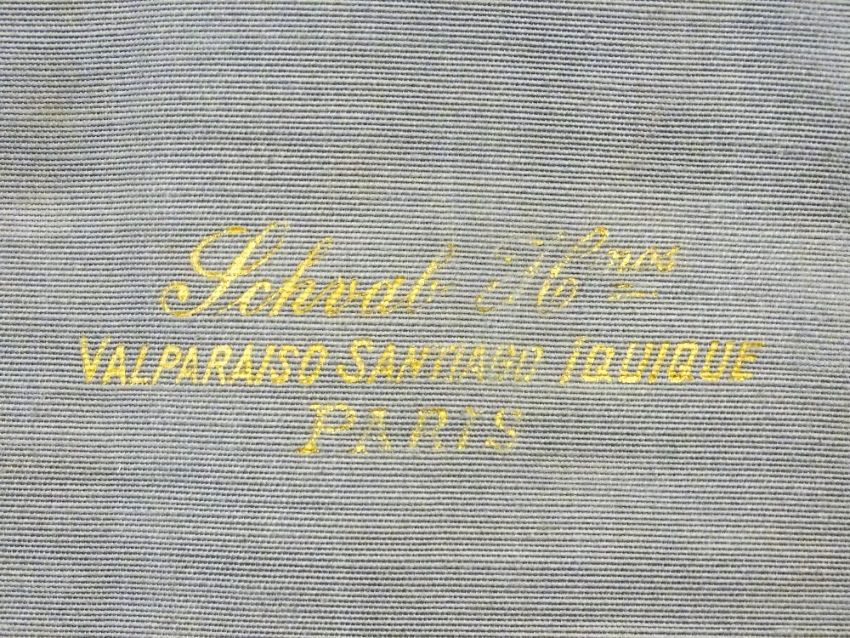 Schwab Hnos
VALPARAISO SANTIAGO IQUIQUE
PARIS